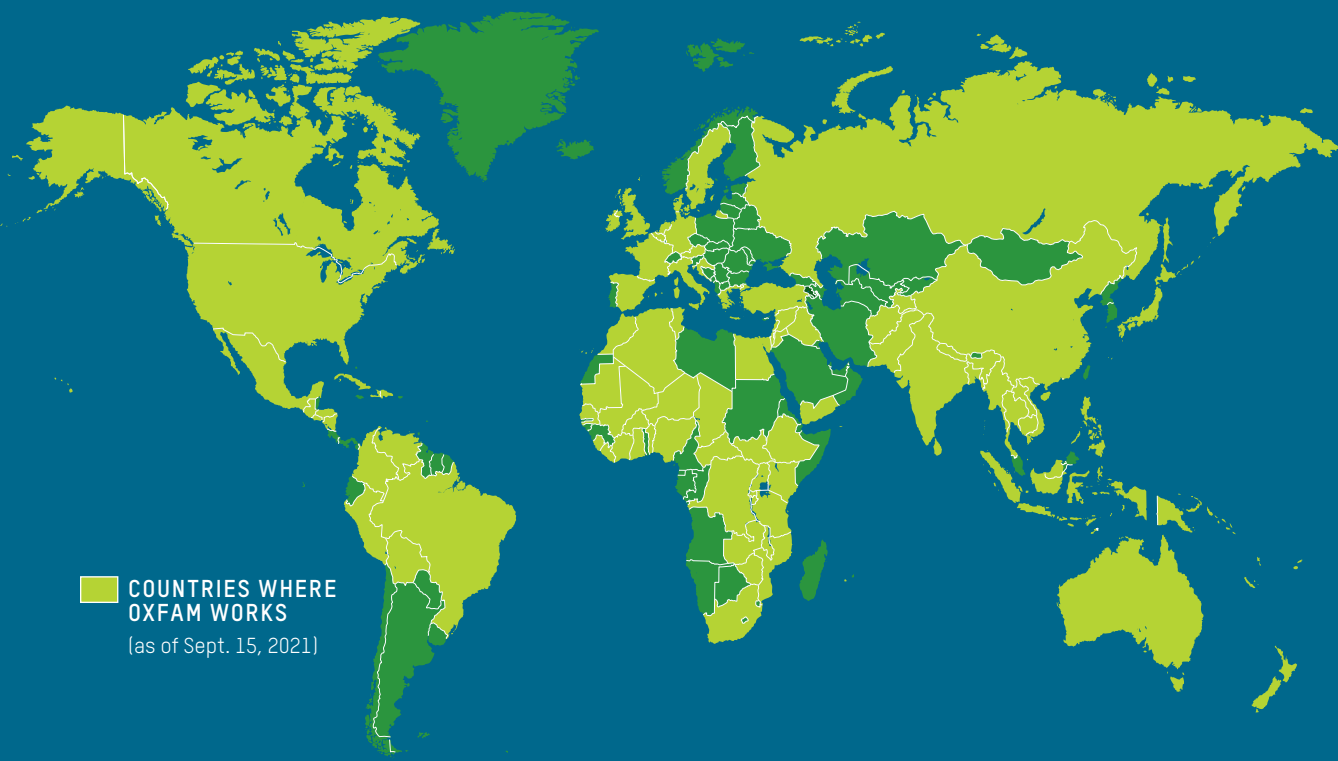 COUNTRIES WHERE
OXFAM WORKS
(as of Sept. 15, 2021)